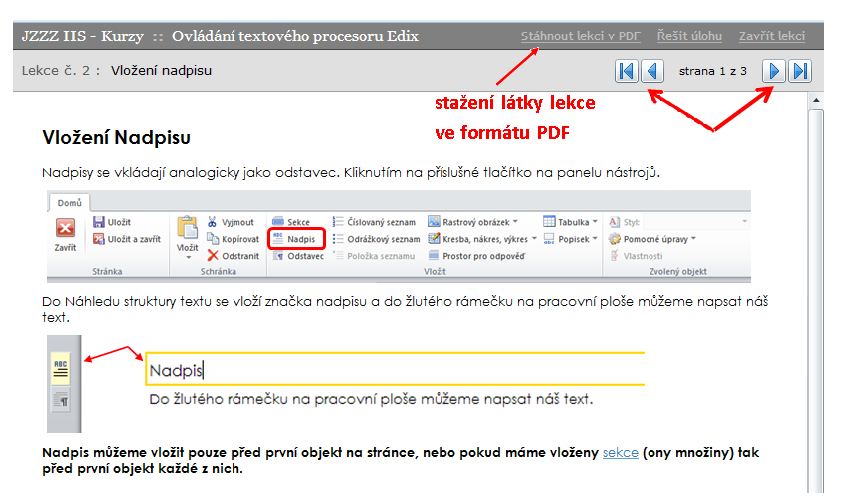 JZZZ IIS - Kurzy :: Ovládání textového procesoru Edix
Stáhnout lekci v PDF Řešit úlohu Zavřít lekci
Lekce č. 2 : Vložení nadpisu
strana 1 z 3
stažení látky lekce
ve formátu PDF
Vložení Nadpisu
Nadpisy se vkládají analogicky jako odstavec. Kliknutím na příslušné tlačítko na panelu nástrojů.
Domů
Zavřít
Uložit
Uložit a zavřít
Stránka
Vložit
Vyjmout
Kopírovat
Odstranit
Schránka
Sekce
Nadpis
Odstavec
Číslovaný seznam
Odrážkový seznam
Položka seznamu
Rastrový obrázek
Kresba, nákres, výkres
Prostor pro odpověď
Tabulka
Popisek
Vložit
Styl:
Pomocné úpravy
Vlastnosti
Zvolený objekt
Do Náhledu struktury textu se vloží značka nadpisu a do žlutého rámečku na pracovní ploše můžeme napsat náš
text.
ABC
Nadpis
Do žlutého rámečku na pracovní ploše můžeme napsat náš text.
Nadpis můžeme vložit pouze před první objekt na stránce, nebo pokud máme vloženy sekce (ony množiny) tak
před první objekt každé z nich.